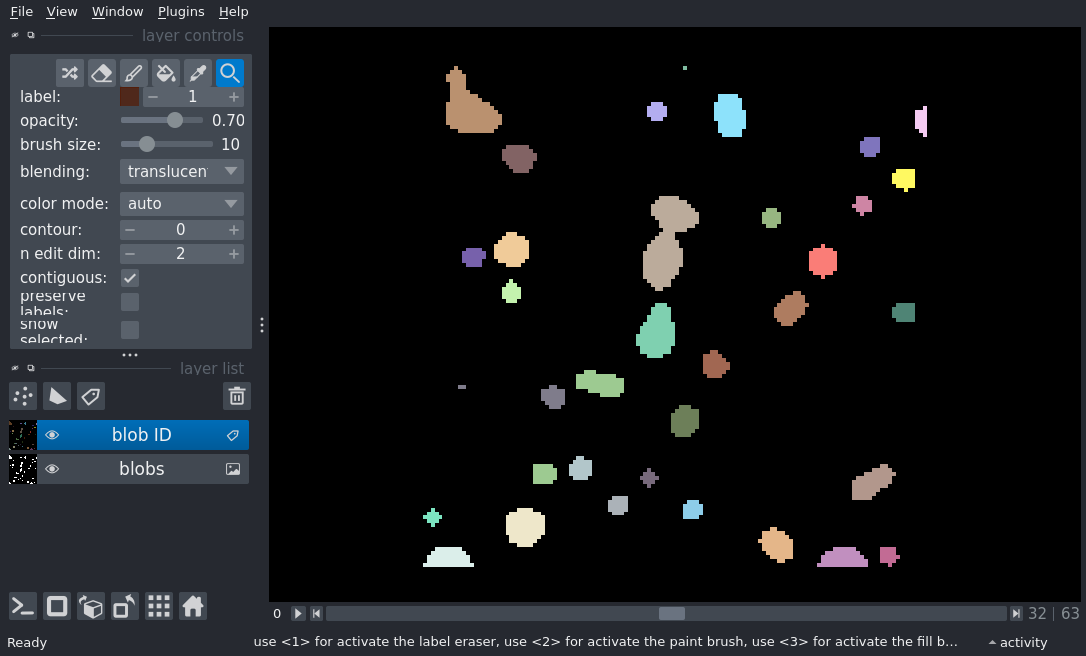 File View Window Plugins Help
layer controls
label: 1
opacity: 0.70
brush size: 10
blending: translucen
color mode: auto
contour: 0
n edit dim: 2
contiguous:
preserve
labels:
show
selected:
layer list
blob ID
blobs
0 32 63
Ready use <1> for activate the label eraser, use <2> for activate the paint brush, use <3> for activate the fill b... activity